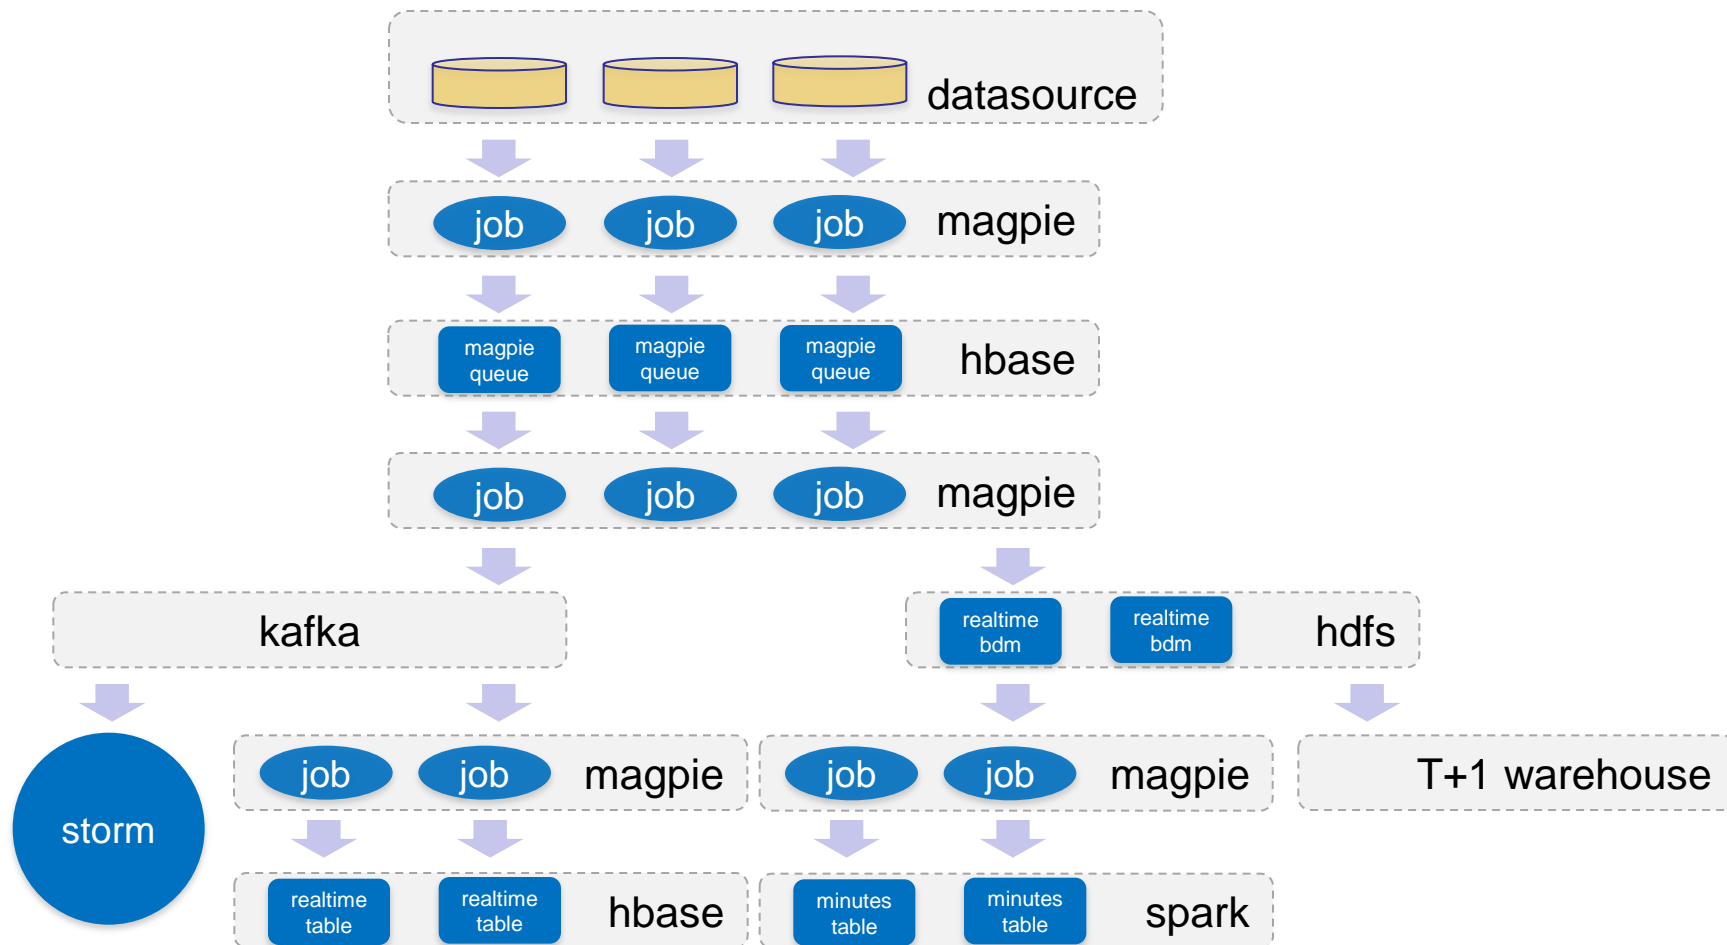 datasource
job
job
job
magpie
magpie
queue
magpie
queue
magpie
queue
hbase
job
job
job
magpie
kafka
realtime
bdm
realtime
bdm
hdfs
storm
job
job
magpie
job
job
magpie
T+1 warehouse
realtime
table
realtime
table
hbase
minutes
table
minutes
table
spark